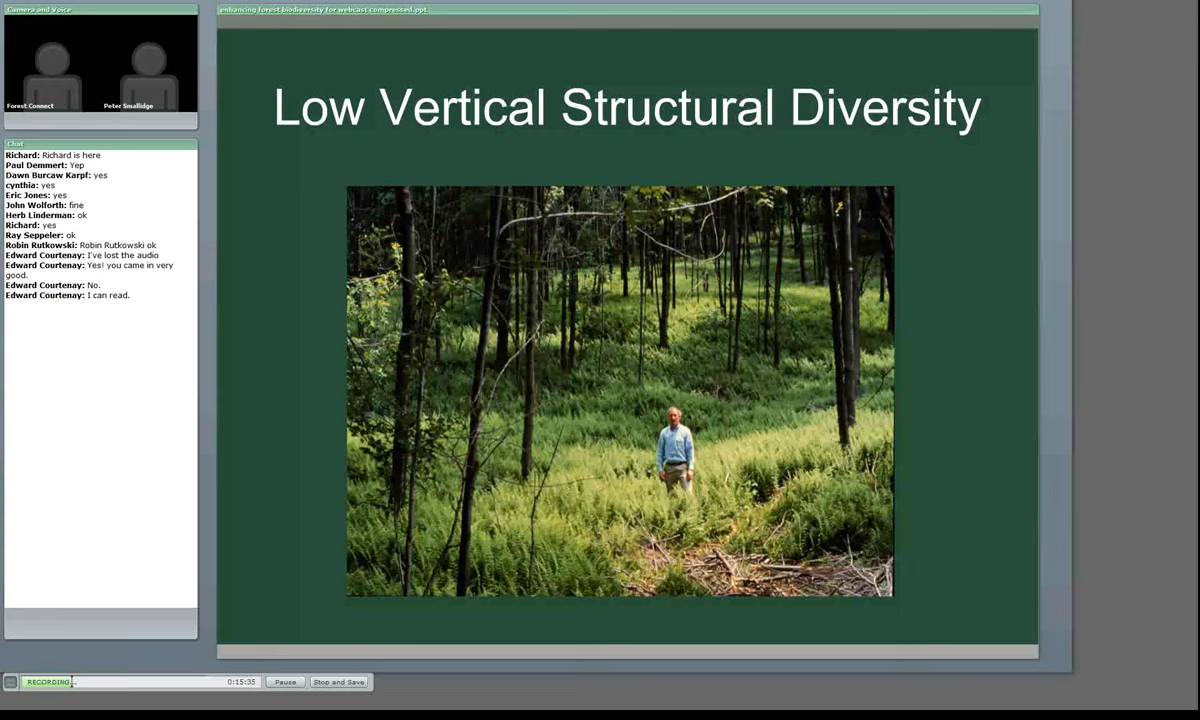 Camera and Voice
Forest Connect
Peter Smallidge
Chat
Richard: Richard is here
Paul Demmert: Yep
Dawn Burcaw Karpf: yes
cynthia: yes
Eric Jones: yes
John Wolforth: fine
Herb Linderman: ok
Richard: yes
Ray Seppeler: ok
Robin Rutkowski: Robin Rutkowski ok
Edward Courtenay: I've lost the audio
Edward Courtenay: Yes! you came in very
good.
Edward Courtenay: No.
Edward Courtenay: I can read.
enhancing forest biodiversity for webcast compressed.ppt
Low Vertical Structural Diversity
RECORDING...
0:15:35
Pause
Stop and Save